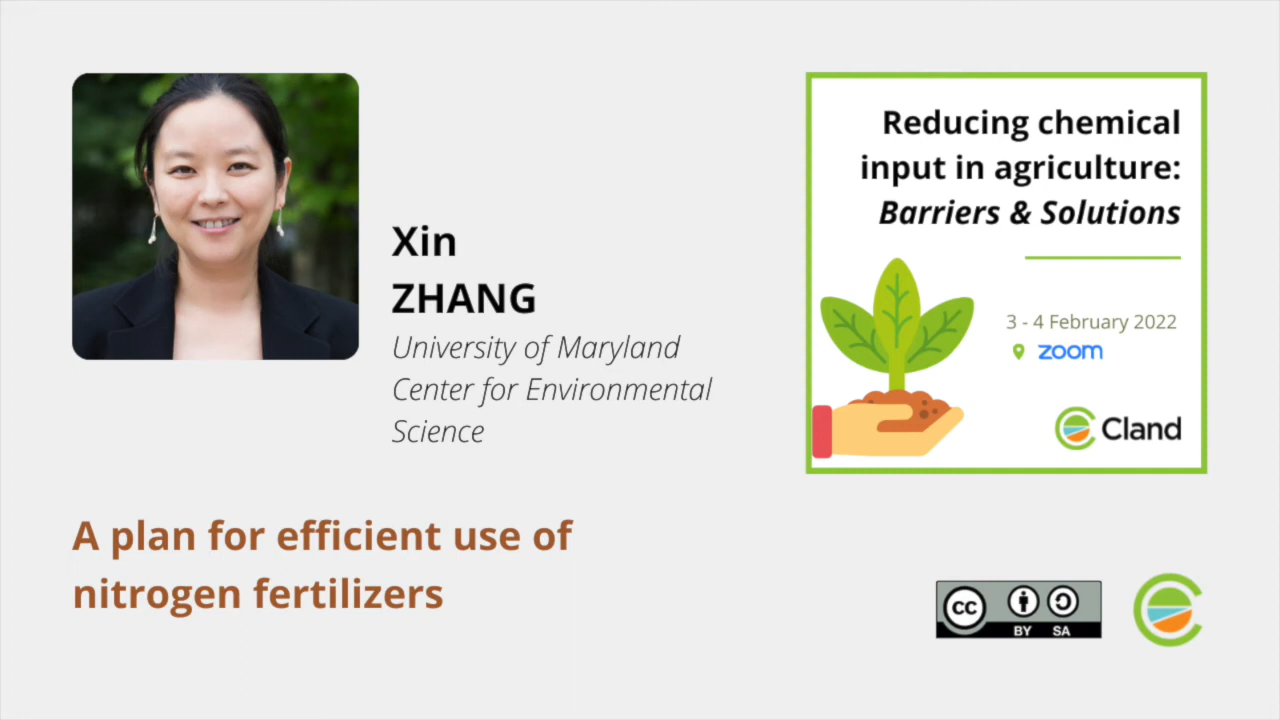 Xin
ZHANG
University of Maryland
Center for Environmental
Science
A plan for efficient use of
nitrogen fertilizers
Reducing chemical
input in agriculture:
Barriers & Solutions
3 - 4 February 2022
zoom
Cland
cc
BY SA